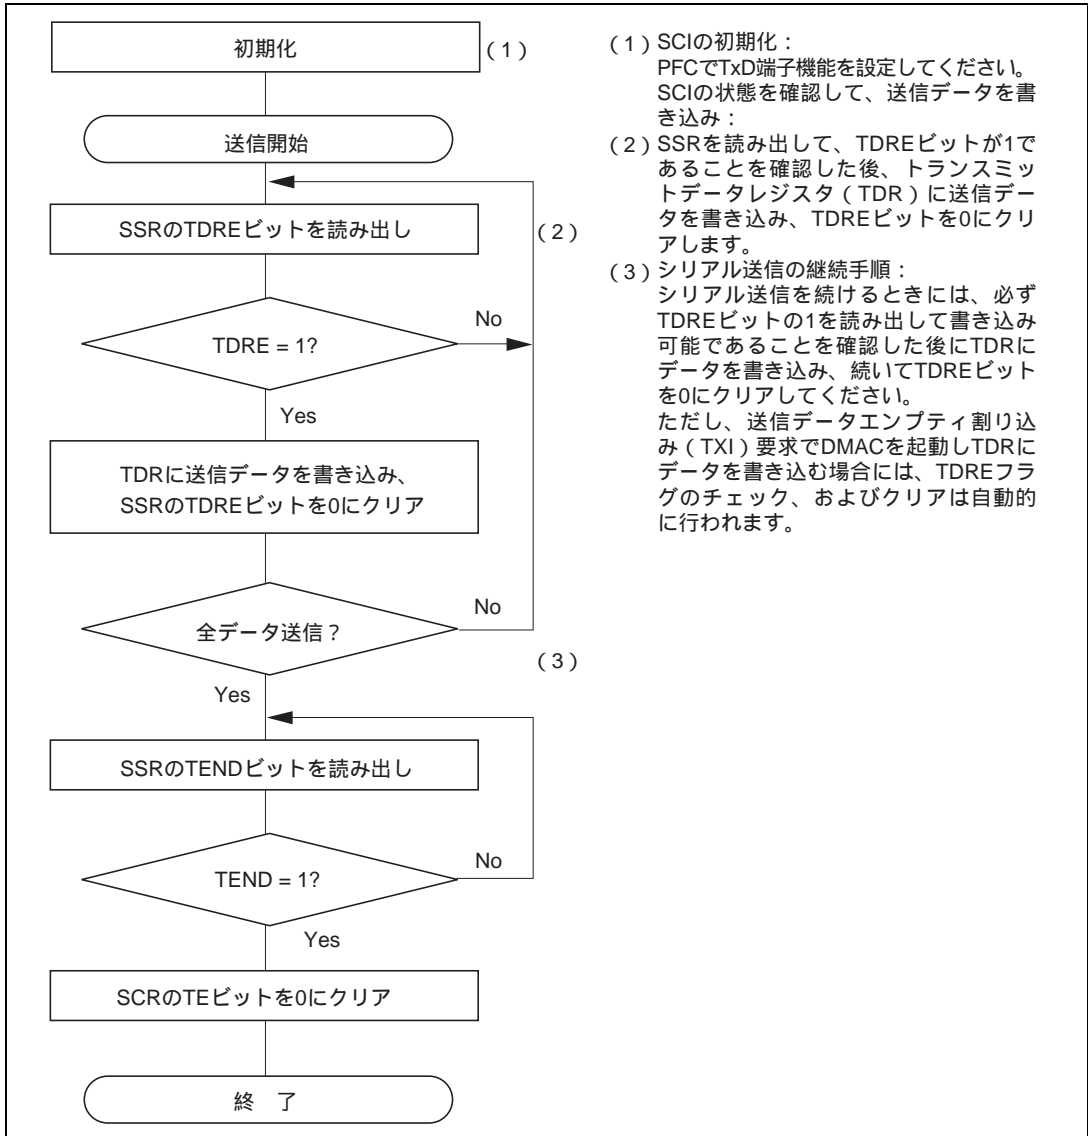 初期化
(1)
送信開始
SSRのTDREビットを読み出し
(2)
TDRE = 1?
No
Yes
TDRに送信データを書き込み、
SSRのTDREビットを0にクリア
全データ送信?
No
(3)
Yes
SSRのTENDビットを読み出し
TEND = 1?
No
Yes
SCRのTEビットを0にクリア
終 了
(1)SCIの初期化:
PFCでTxD端子機能を設定してください。
SCIの状態を確認して、送信データを書
き込み:
(2)SSRを読み出して、TDREビットが1で
あることを確認した後、トランスミッ
トデータレジスタ(TDR)に送信デー
タを書き込み、TDREビットを0にクリ
アします。
(3)シリアル送信の継続手順:
シリアル送信を続けるときには、必ず
TDREビットの1を読み出して書き込み
可能であることを確認した後にTDRに
データを書き込み、続いてTDREビット
を0にクリアしてください。
ただし、送信データエンプティ割り込
み(TXI)要求でDMACを起動しTDRに
データを書き込む場合には、TDREフラ
グのチェック、およびクリアは自動的
に行われます。